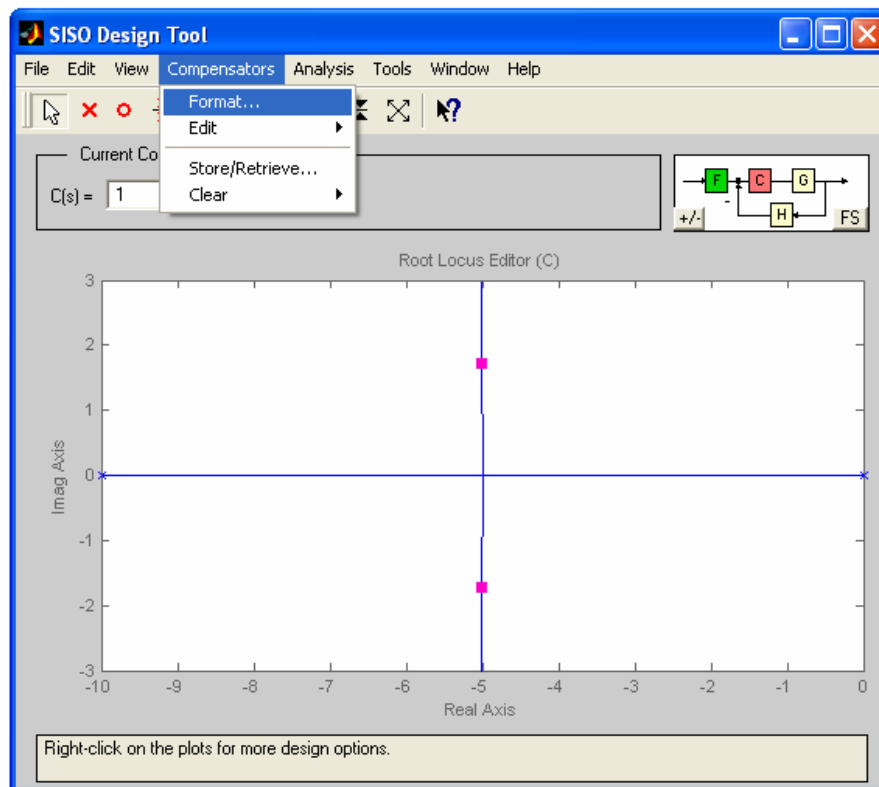 SISO Design Tool
File Edit View Compensators Analysis Tools Window Help
Format...
Edit
Store/Retrieve...
Clear
Current Co
C(s) = 1
F C G
-
H
+/- FS
Root Locus Editor (C)
3
2
1
0
-1
-2
-3
Imag Axis
-10 -9 -8 -7 -6 -5 -4 -3 -2 -1 0
Real Axis
Right-click on the plots for more design options.